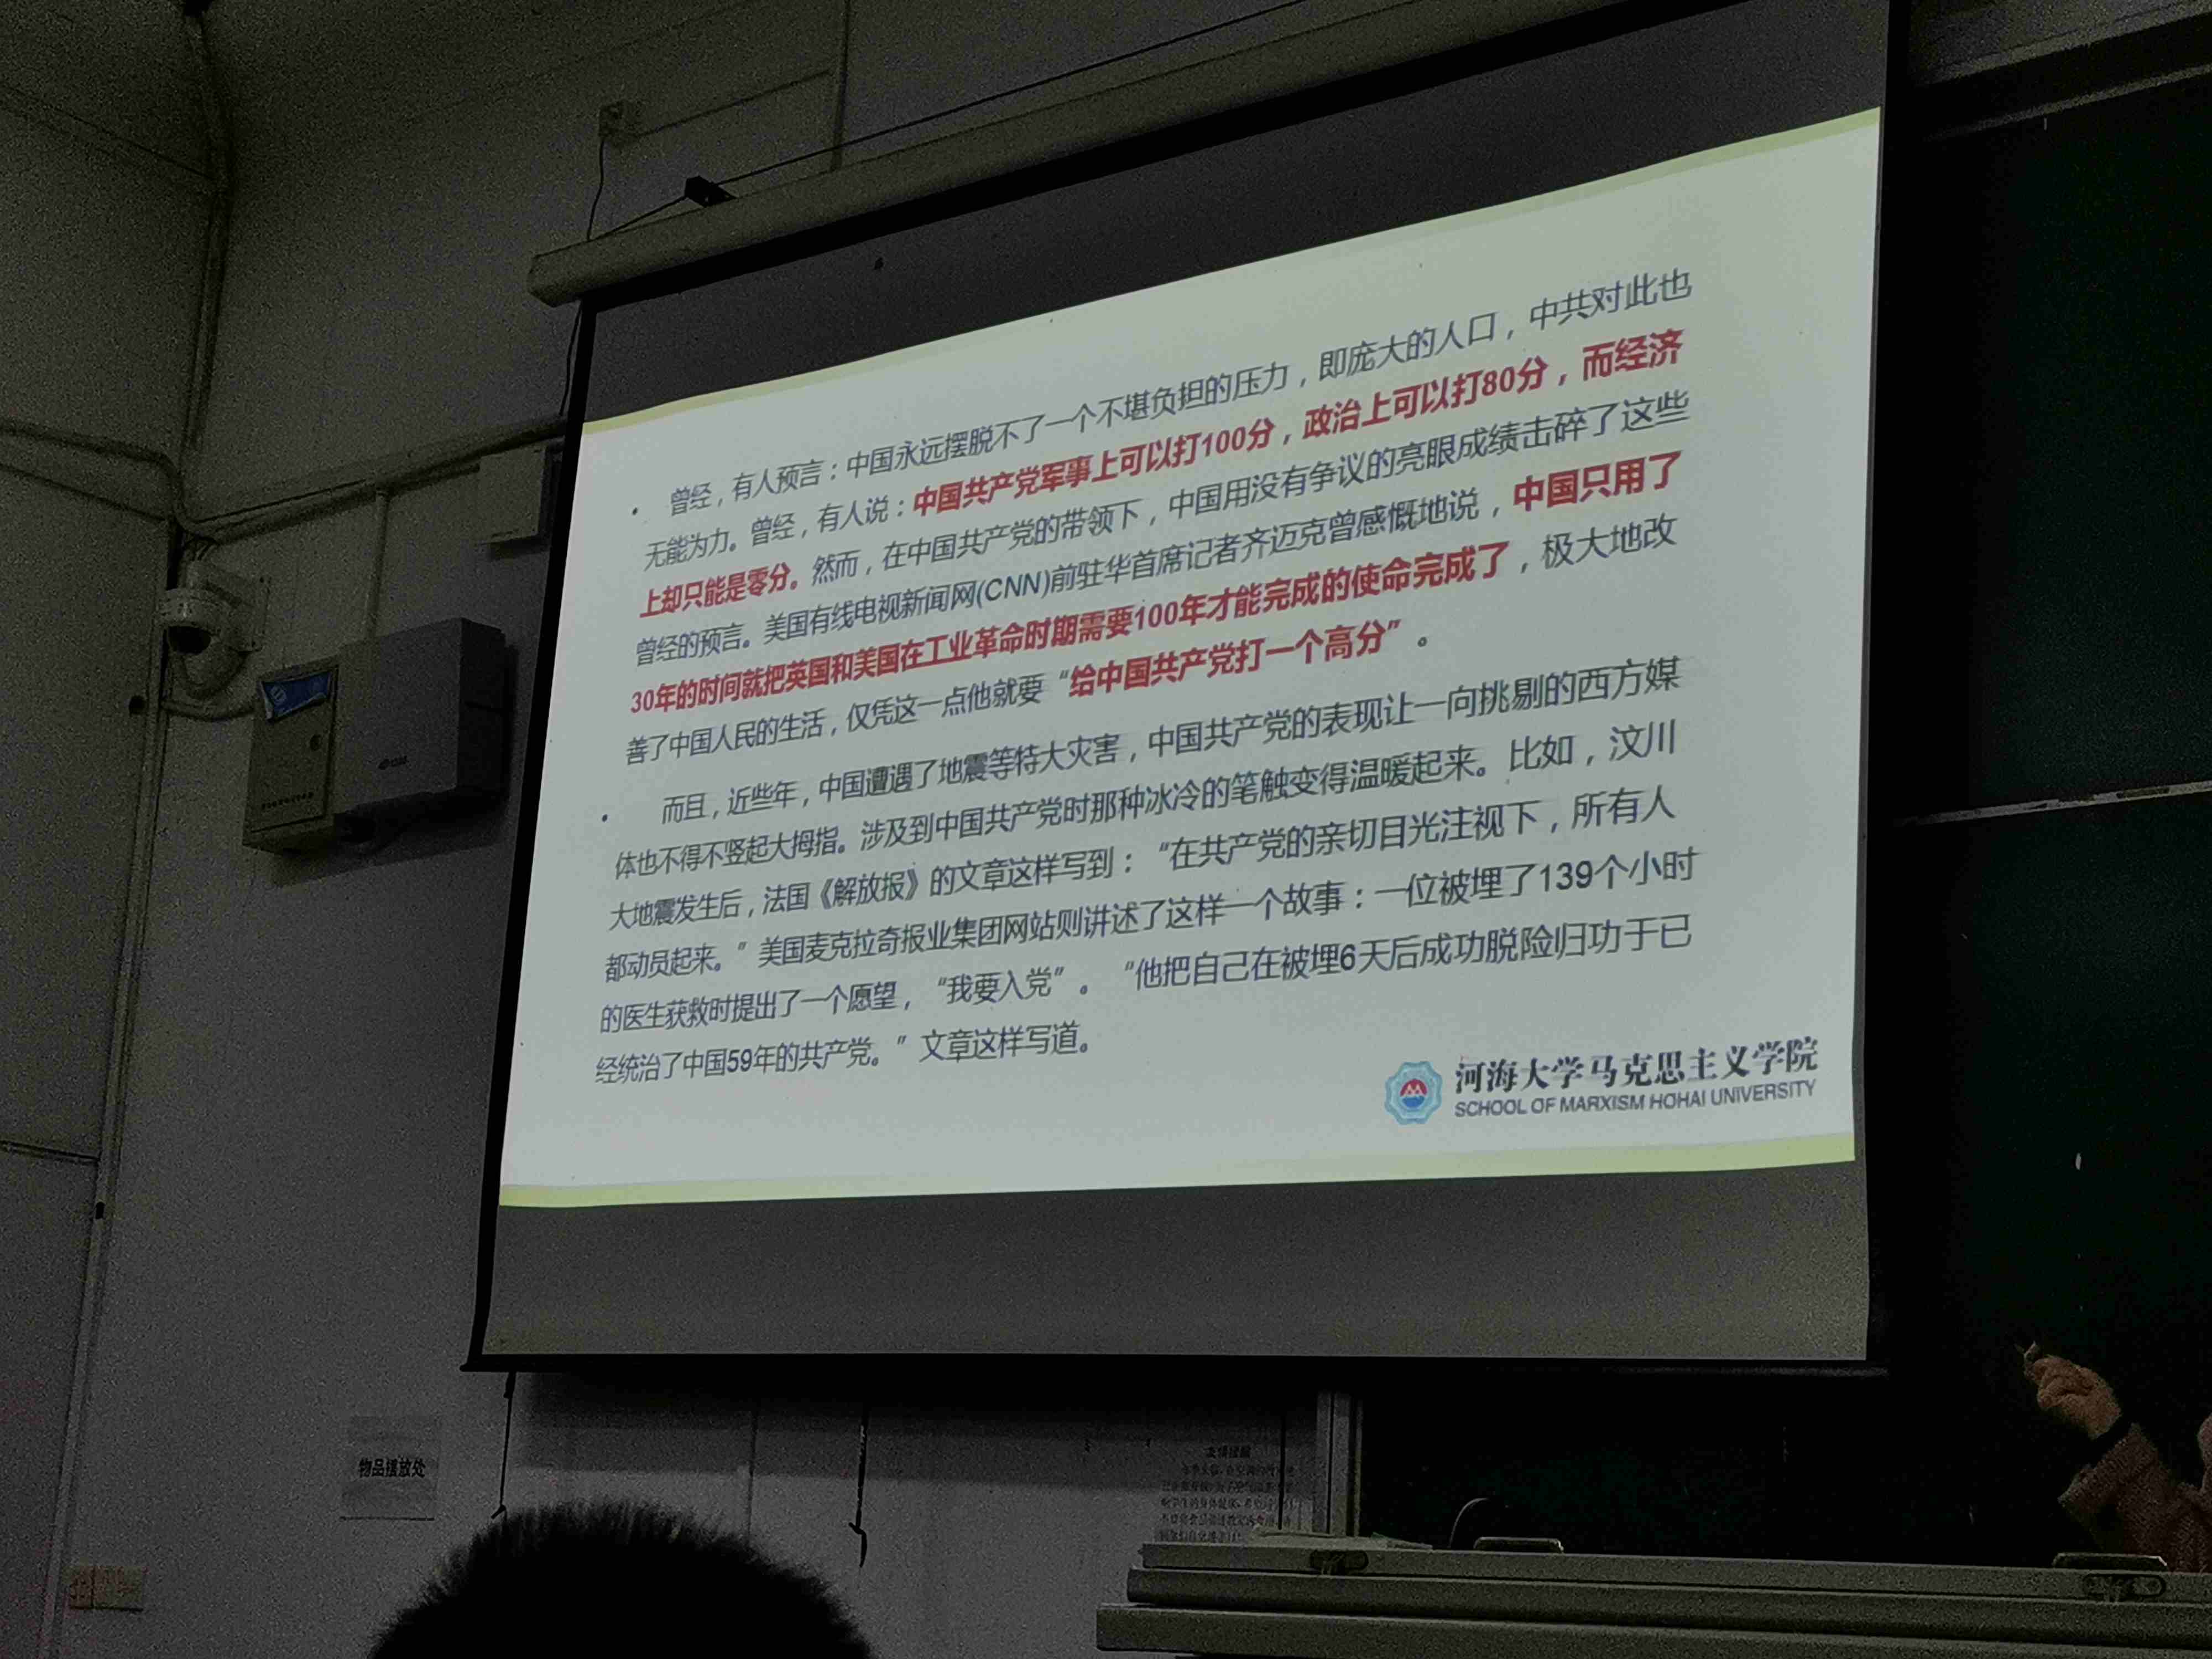 • 曾经，有人预言：中国永远摆脱不了一个不堪负担的压力，即庞大的人口，中共对此也
无能为力。曾经，有人说：中国共产党军事上可以打100分，政治上可以打80分，而经济
上却只能是零分。然而，在中国共产党的带领下，中国用没有争议的亮眼成绩击碎了这些
曾经的预言。美国有线电视新闻网(CNN)前驻华首席记者齐迈克曾感慨地说，中国只用了
30年的时间就把英国和美国在工业革命时期需要100年才能完成的使命完成了，极大地改
善了中国人民的生活，仅凭这一点他就要“给中国共产党打一个高分”。
• 而且，近些年，中国遭遇了地震等特大灾害，中国共产党的表现让一向挑剔的西方媒
体也不得不竖起大拇指。涉及到中国共产党时那种冰冷的笔触变得温暖起来。比如，汶川
大地震发生后，法国《解放报》的文章这样写到：“在共产党的亲切目光注视下，所有人
都动员起来。”美国麦克拉奇报业集团网站则讲述了这样一个故事：一位被埋了139个小时
的医生获救时提出了一个愿望，“我要入党”。“他把自己在被埋6天后成功脱险归功于已
经统治了中国59年的共产党。”文章这样写道。
河海大学马克思主义学院
SCHOOL OF MARXISM HOHAI UNIVERSITY
物品摆放处